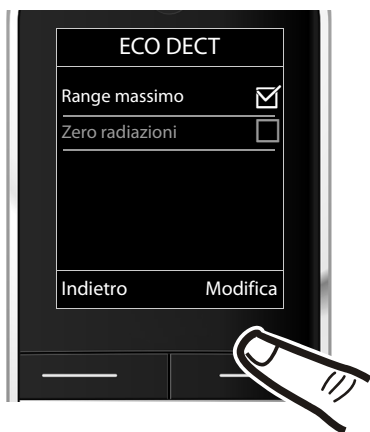 ECO DECT
Range massimo
Zero radiazioni
Indietro Modifica